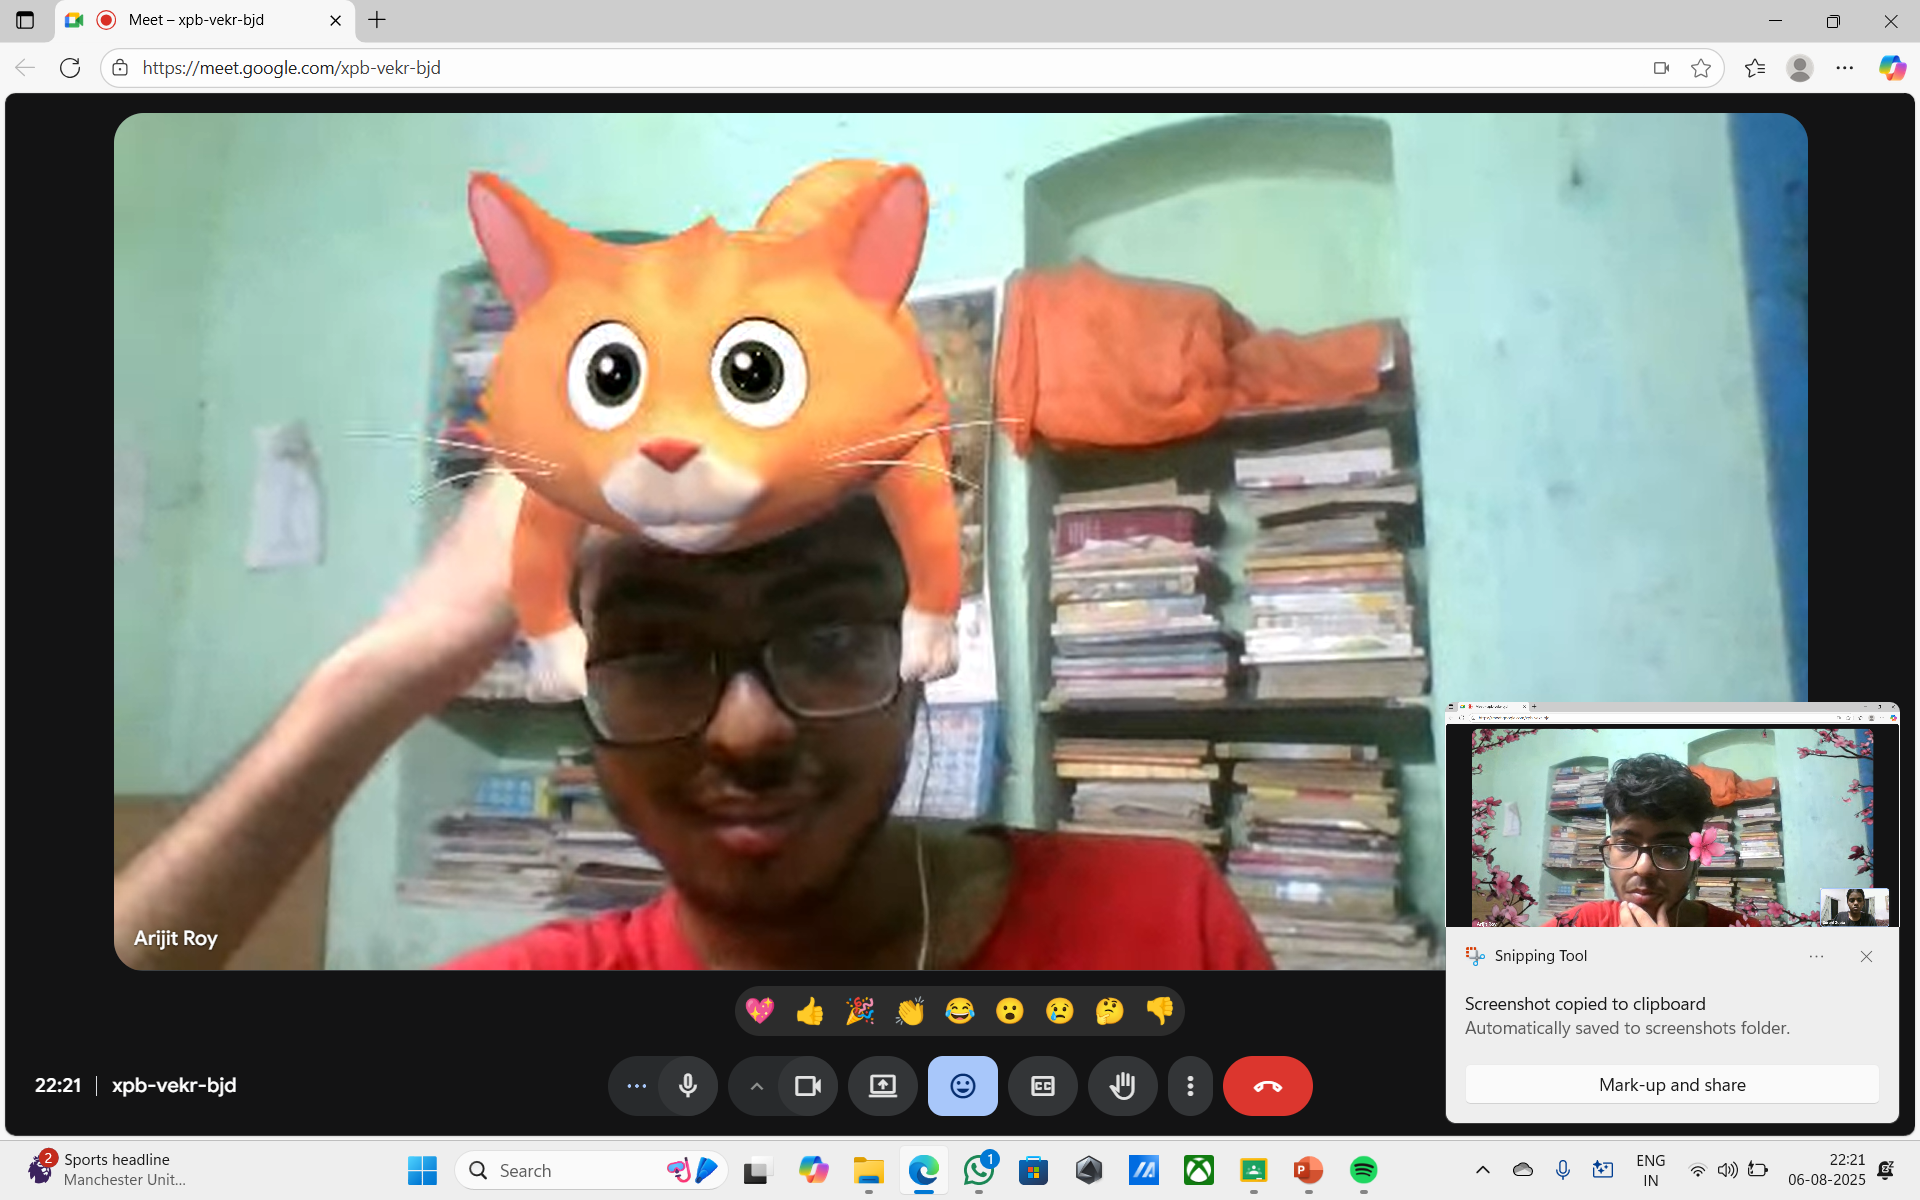 Meet – xpb-vekr-bjd
https://meet.google.com/xpb-vekr-bjd
Arijit Roy
Snipping Tool
Screenshot copied to clipboard
Automatically saved to screenshots folder.
Mark-up and share
22:21
xpb-vekr-bjd
2
Sports headline
Manchester Unit...
Search
1
ENG
IN
22:21
06-08-2025